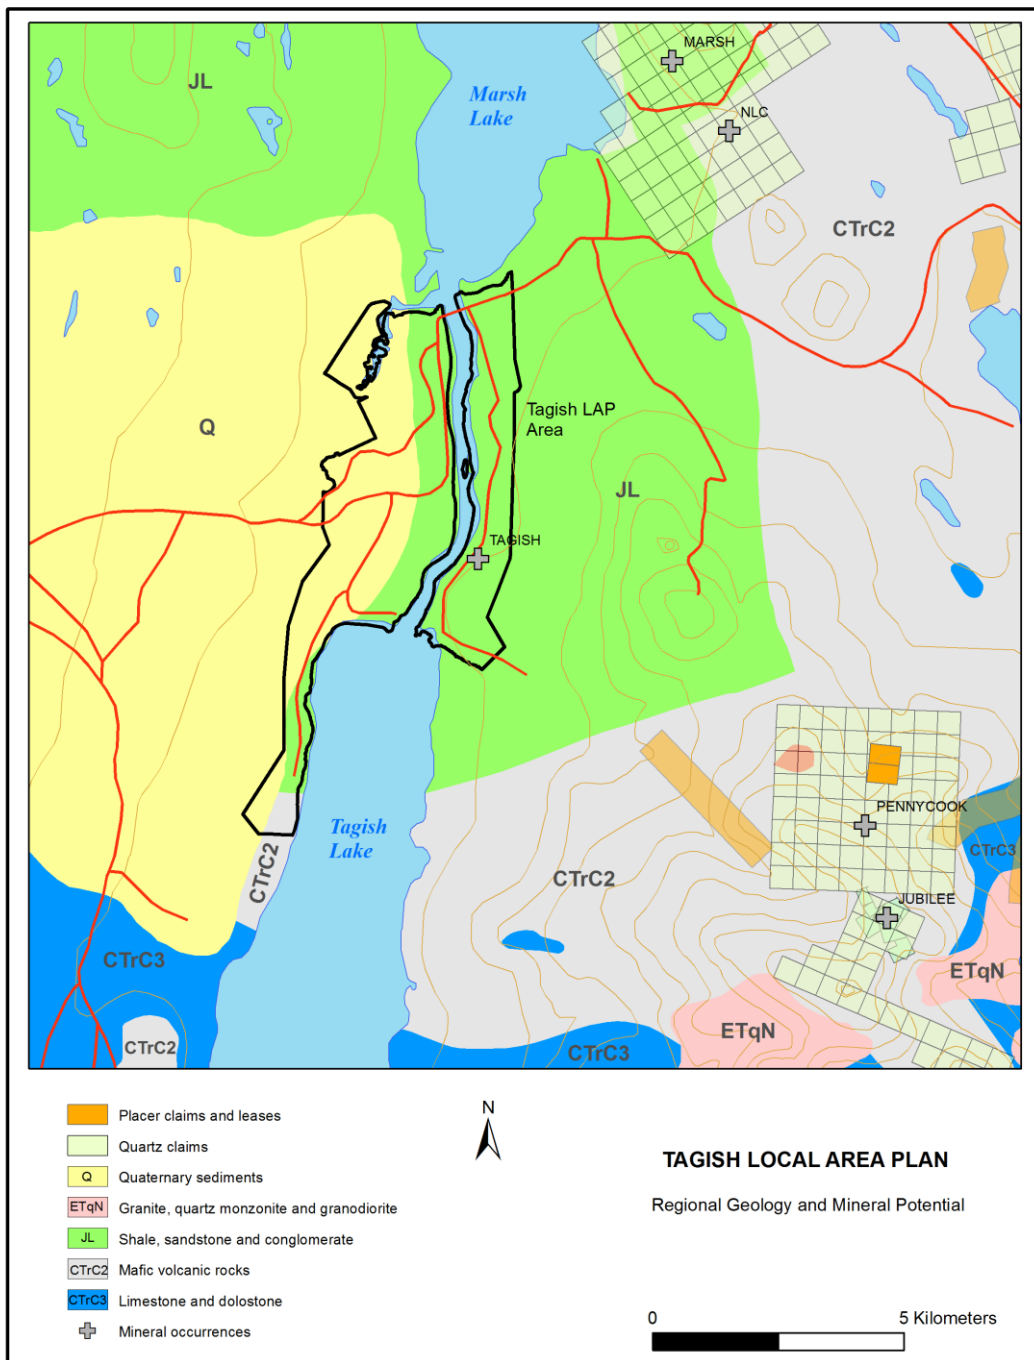 MARSH
JL
Marsh
Lake
NLC
CTrC2
Q
Tagish LAP
Area
JL
TAGISH
PENNYCOOK
Tagish
Lake
CTrC3
CTrC2
CTrC2
JUBILEE
CTrC3
ETqN
ETqN
CTrC2
CTrC3
Placer claims and leases
N
Quartz claims
Q Quaternary sediments
ETqN Granite, quartz monzonite and granodiorite
JL Shale, sandstone and conglomerate
CTrC2 Mafic volcanic rocks
CTrC3 Limestone and dolostone
Mineral occurrences
TAGISH LOCAL AREA PLAN
Regional Geology and Mineral Potential
0 5 Kilometers